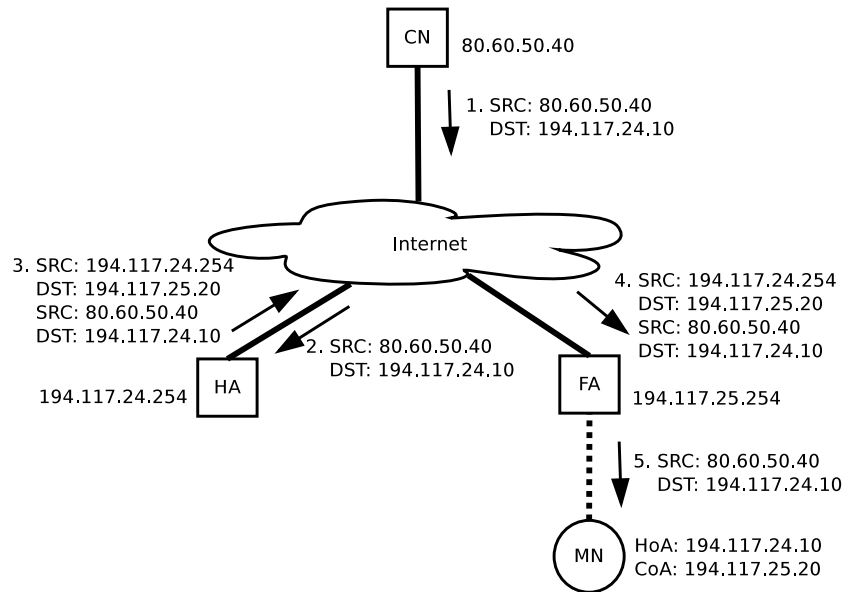 CN
80.60.50.40
1. SRC: 80.60.50.40
DST: 194.117.24.10
Internet
3. SRC: 194.117.24.254
DST: 194.117.25.20
SRC: 80.60.50.40
DST: 194.117.24.10
4. SRC: 194.117.24.254
DST: 194.117.25.20
SRC: 80.60.50.40
DST: 194.117.24.10
2. SRC: 80.60.50.40
DST: 194.117.24.10
HA
194.117.24.254
FA
194.117.25.254
5. SRC: 80.60.50.40
DST: 194.117.24.10
MN
HoA: 194.117.24.10
CoA: 194.117.25.20